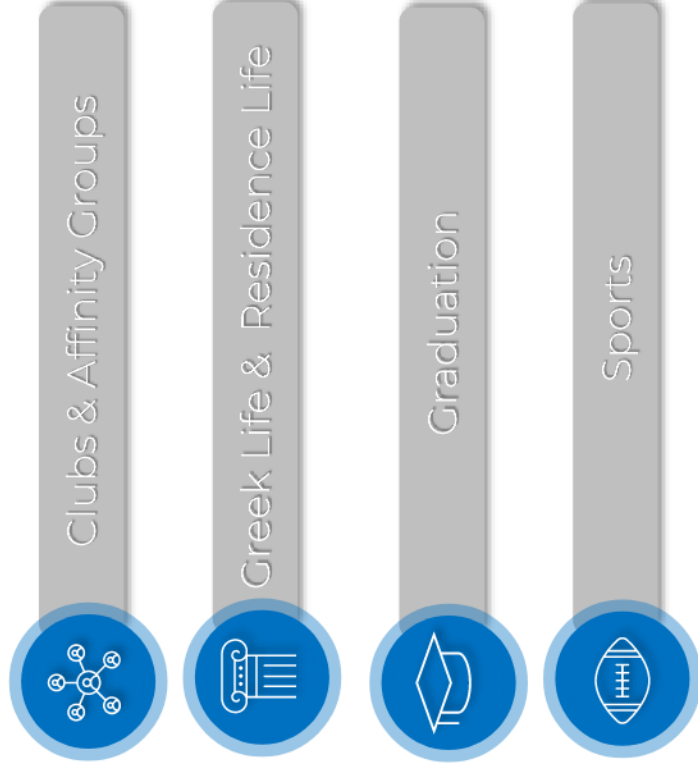 Clubs & Affinity Groups
Greek Life & Residence Life
Graduation
Sports